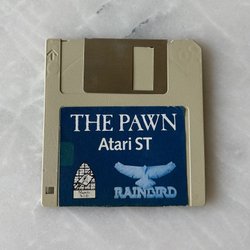 THE PAWN
Atari ST
RAINBIRD